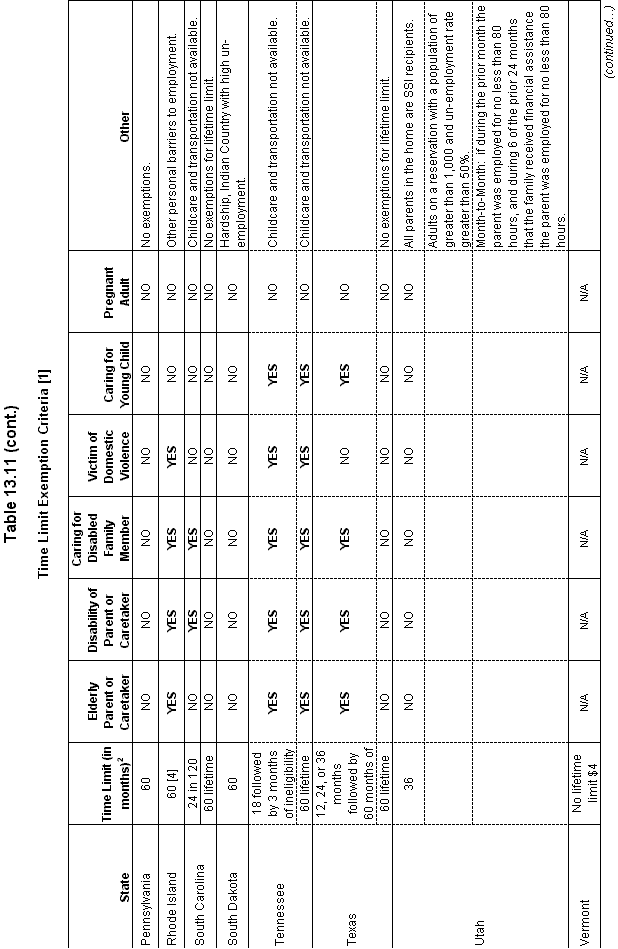 Table 13.11 (cont.)
Time Limit Exemption Criteria [1]
State
Time Limit (in
months)2
Elderly
Parent or
Caretaker
Disability of
Parent or
Caretaker
Caring for
Disabled
Family
Member
Victim of
Domestic
Violence
Caring for
Young Child
Pregnant
Adult
Other
Pennsylvania 60 NO NO NO NO NO NO No exemptions.
Rhode Island 60 [4] YES YES YES YES NO NO Other personal barriers to employment.
South Carolina
24 in 120 NO YES YES NO NO NO Childcare and transportation not available.
60 lifetime NO NO NO NO NO NO No exemptions for lifetime limit.
South Dakota 60 NO NO NO NO NO NO
Hardship, Indian Country with high un-
employment.
Tennessee
18 followed
by 3 months
of ineligibility
YES YES YES YES YES NO Childcare and transportation not available.
60 lifetime YES YES YES YES YES NO Childcare and transportation not available.
Texas
12, 24, or 36
months
followed by
60 months of
YES YES YES NO YES NO
60 lifetime NO NO NO NO NO NO No exemptions for lifetime limit.
Utah
36 NO NO NO NO NO NO All parents in the home are SSI recipients.
Adults on a reservation with a population of
greater than 1,000 and un-employment rate
greater than 50%
Month-to-Month: if during the prior month the
parent was employed for no less than 80
hours, and during 6 of the prior 24 months
that the family received financial assistance
the parent was employed for no less than 80
hours.
Vermont
No lifetime
limit $4
N/A N/A N/A N/A N/A N/A
(continued...)